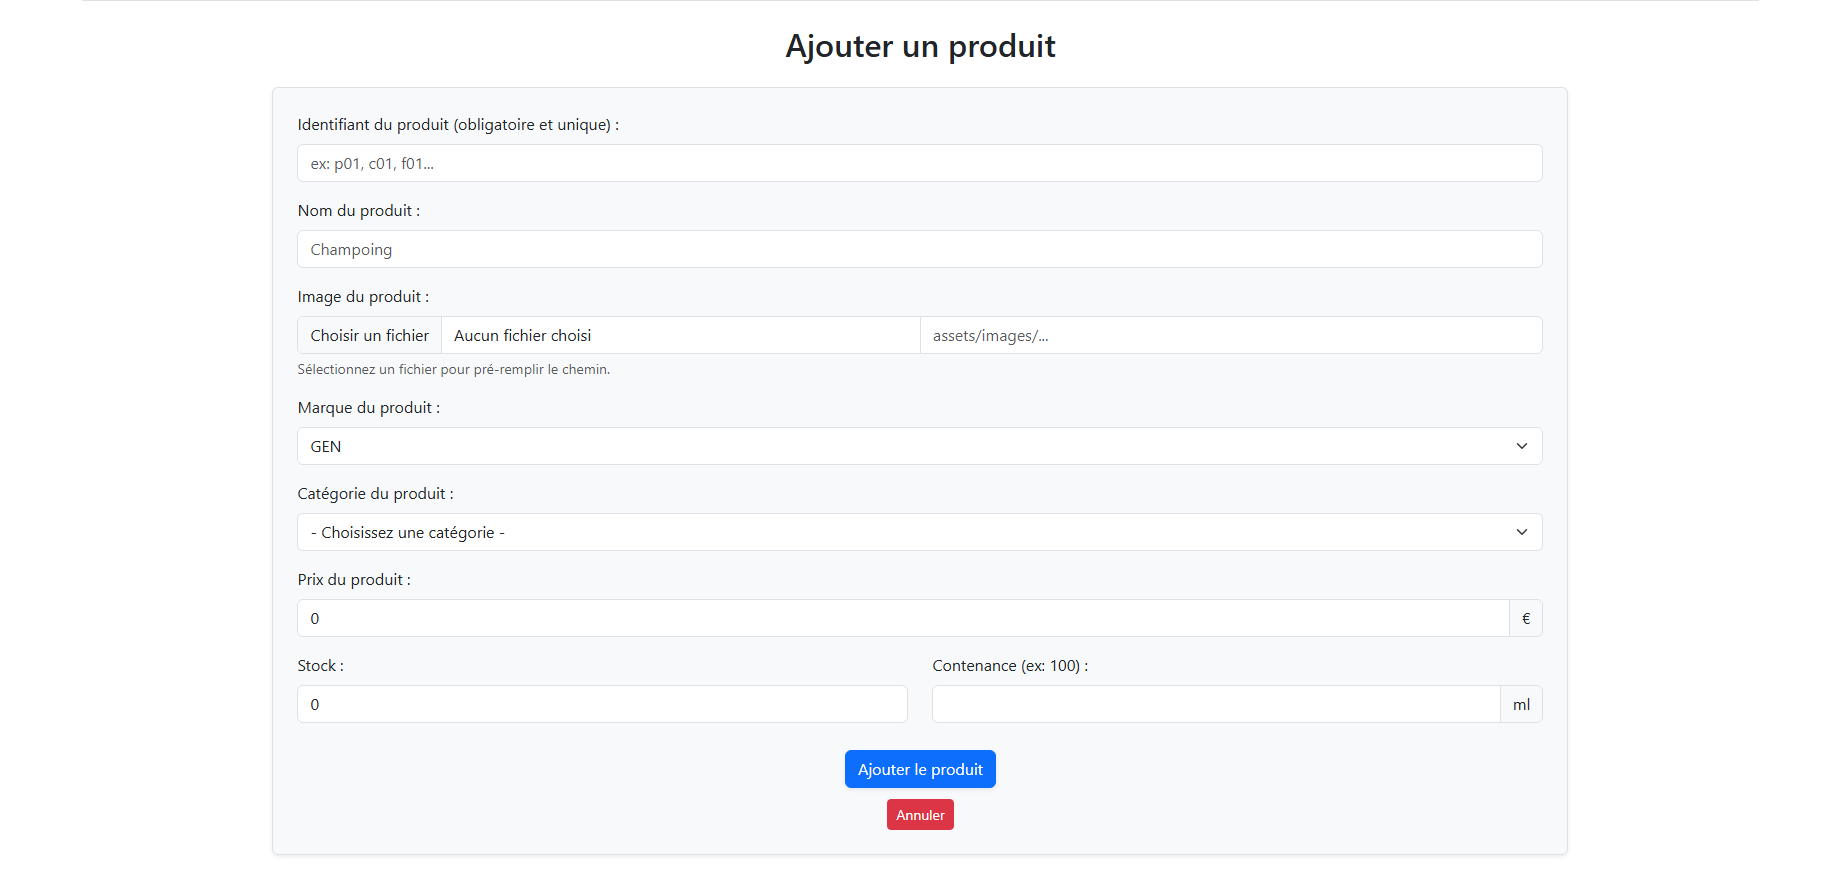 Ajouter un produit
Identifiant du produit (obligatoire et unique) :
ex: p01, c01, f01...
Nom du produit :
Champoing
Image du produit :
Choisir un fichier Aucun fichier choisi assets/images/...
Sélectionnez un fichier pour pré-remplir le chemin.
Marque du produit :
GEN
Catégorie du produit :
- Choisissez une catégorie -
Prix du produit :
0 €
Stock : Contenance (ex: 100) :
0 ml
Ajouter le produit
Annuler